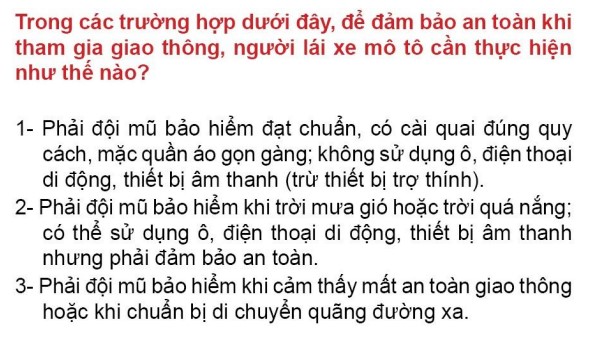 Trong các trường hợp dưới đây, để đảm bảo an toàn khi
tham gia giao thông, người lái xe mô tô cần thực hiện
như thế nào?
1- Phải đội mũ bảo hiểm đạt chuẩn, có cài quai đúng quy
cách, mặc quần áo gọn gàng; không sử dụng ô, điện thoại
di động, thiết bị âm thanh (trừ thiết bị trợ thính).
2- Phải đội mũ bảo hiểm khi trời mưa gió hoặc trời quá nắng;
có thể sử dụng ô, điện thoại di động, thiết bị âm thanh
nhưng phải đảm bảo an toàn.
3- Phải đội mũ bảo hiểm khi cảm thấy mất an toàn giao thông
hoặc khi chuẩn bị di chuyển quãng đường xa.